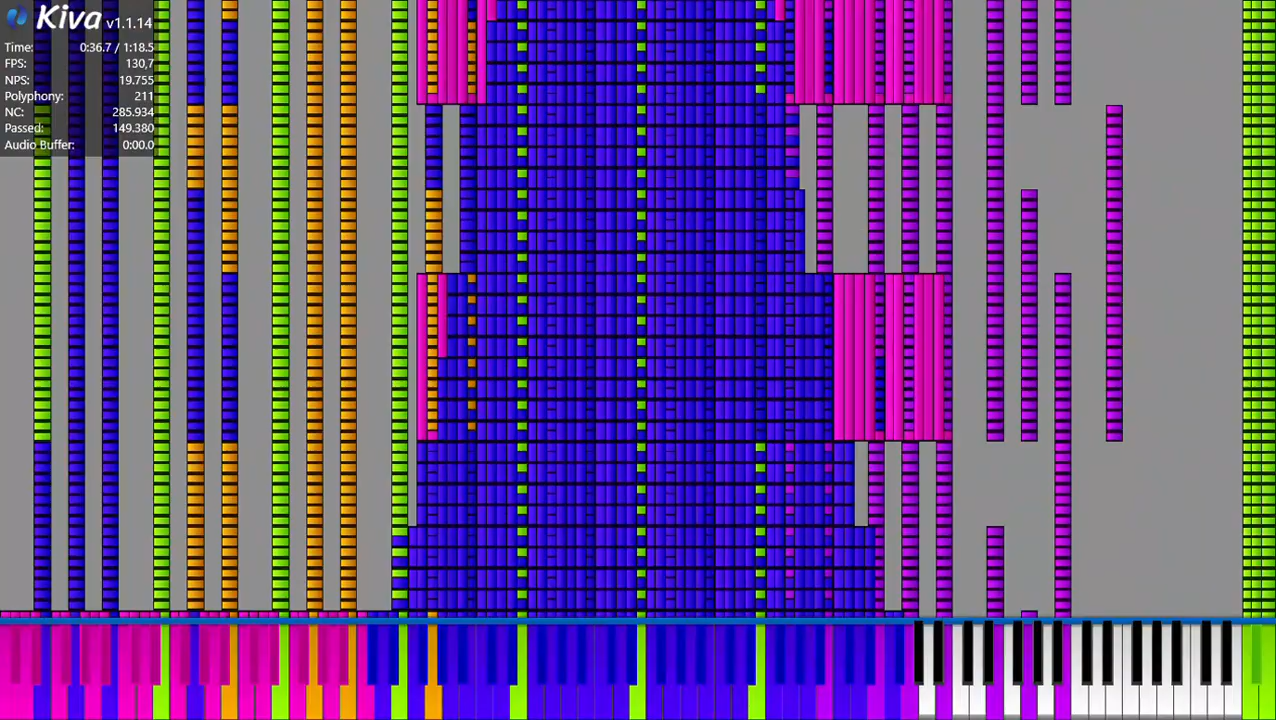 Kiva v1.1.14
Time: 0:36.7 / 1:18.5
FPS: 130,7
NPS: 19.755
Polyphony: 211
NC: 285.934
Passed: 149.380
Audio Buffer: 0:00.0